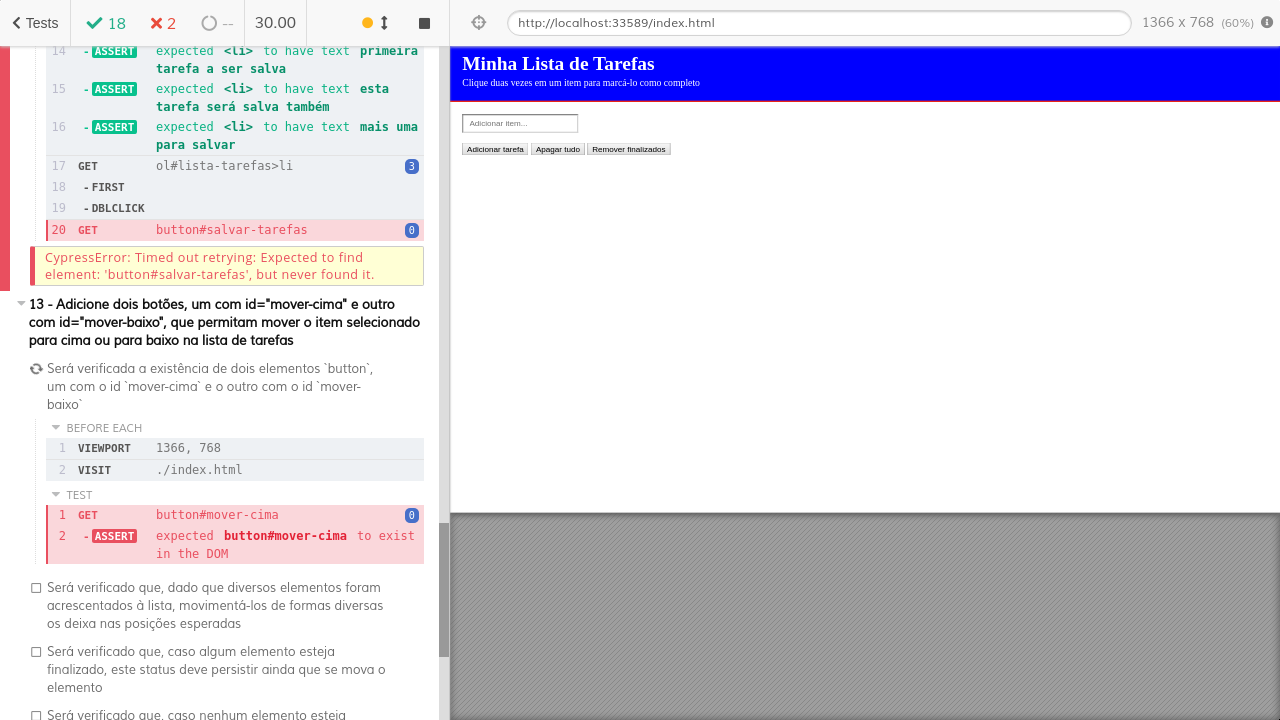 Tests
18
2
--
30.00
http://localhost:33589/index.html
1366 x 768 (60%)
14 - ASSERT expected <li> to have text primeira
tarefa a ser salva
15 - ASSERT expected <li> to have text esta
tarefa será salva também
16 - ASSERT expected <li> to have text mais uma
para salvar
17 GET ol#lista-tarefas>li 3
18 - FIRST
19 - DBLCLICK
20 GET button#salvar-tarefas 0
CypressError: Timed out retrying: Expected to find
element: 'button#salvar-tarefas', but never found it.
13 - Adicione dois botões, um com id="mover-cima" e outro
com id="mover-baixo", que permitam mover o item selecionado
para cima ou para baixo na lista de tarefas
Será verificada a existência de dois elementos `button`,
um com o id `mover-cima` e o outro com o id `mover-
baixo`
BEFORE EACH
1 VIEWPORT 1366, 768
2 VISIT ./index.html
TEST
1 GET button#mover-cima 0
2 - ASSERT expected button#mover-cima to exist
in the DOM
Será verificado que, dado que diversos elementos foram
acrescentados à lista, movimentá-los de formas diversas
os deixa nas posições esperadas
Será verificado que, caso algum elemento esteja
finalizado, este status deve persistir ainda que se mova o
elemento
Será verificado que, caso nenhum elemento esteja
Minha Lista de Tarefas
Clique duas vezes em um item para marcá-lo como completo
Adicionar item...
Adicionar tarefa Apagar tudo Remover finalizados